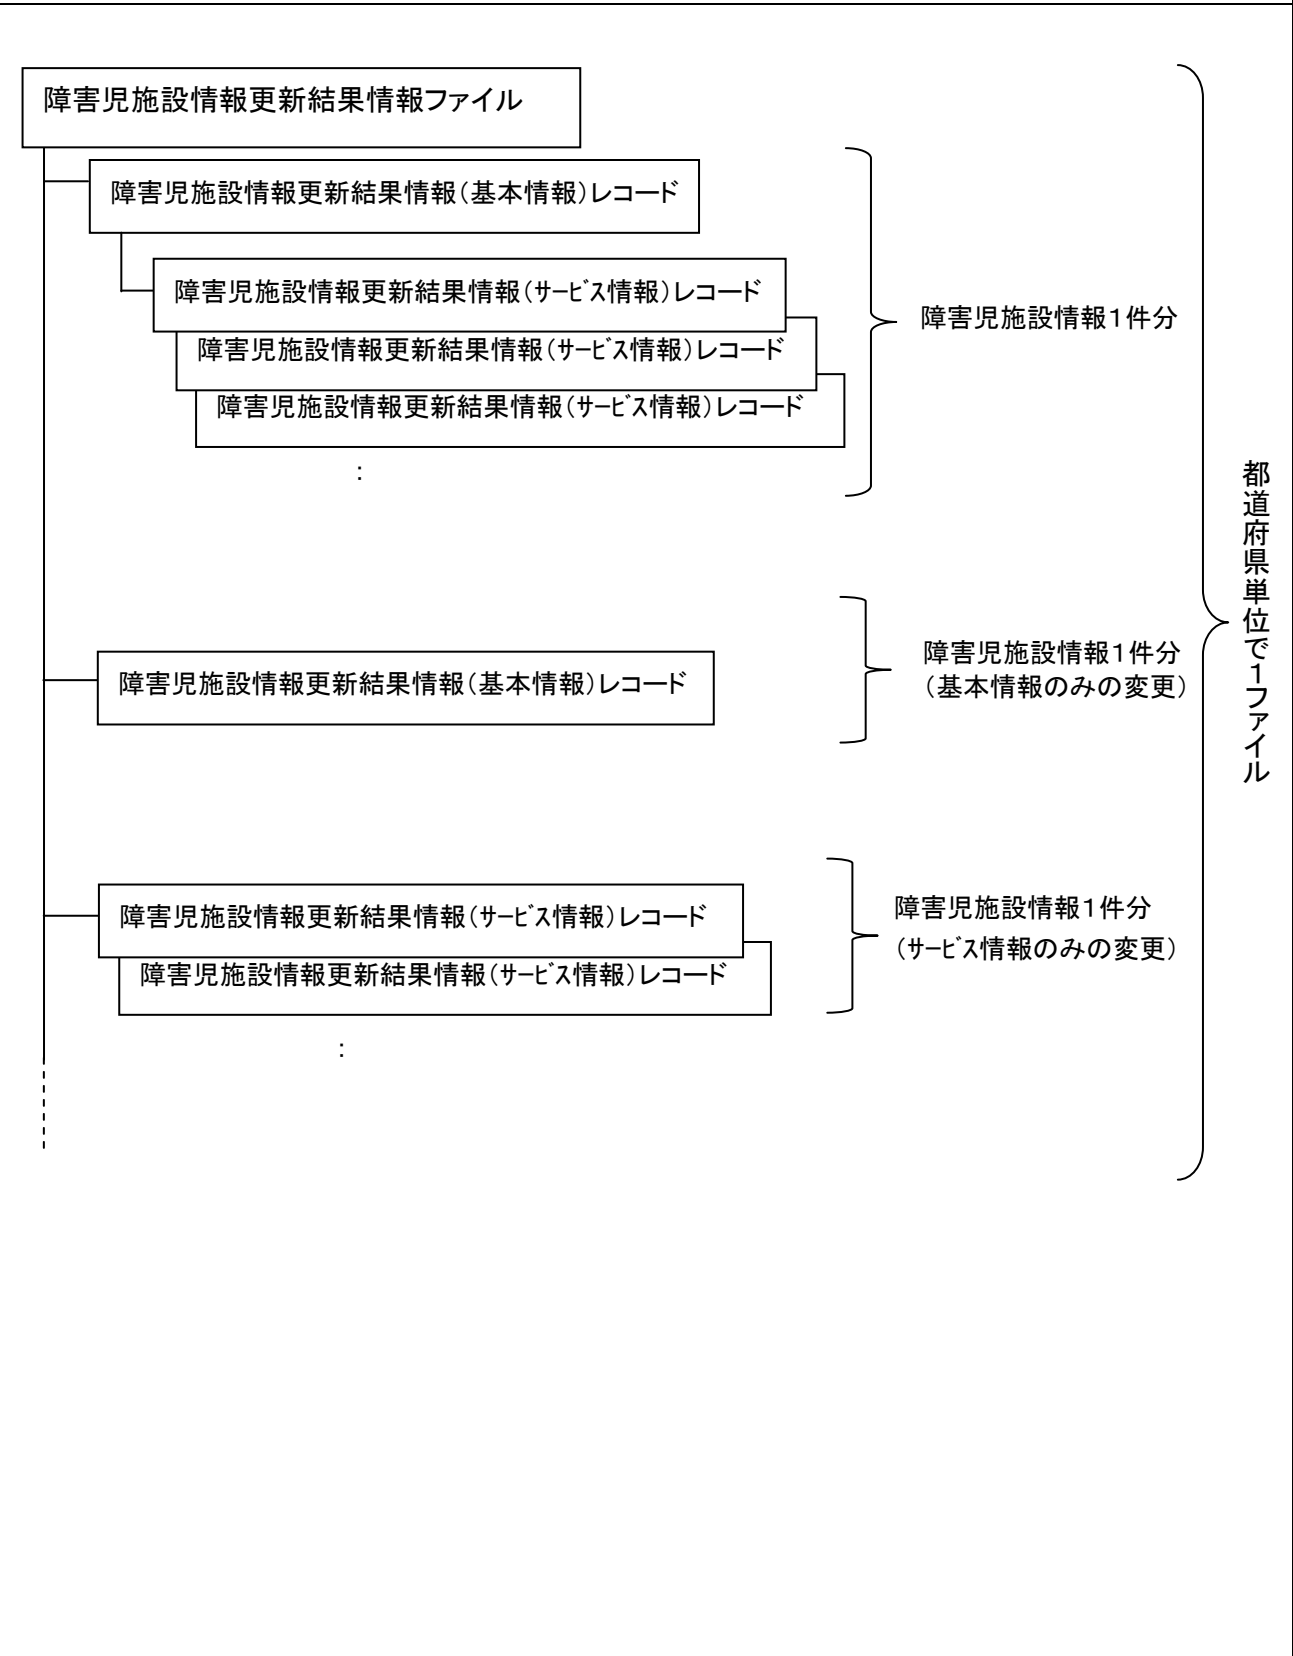 障害児施設情報更新結果情報ファイル
障害児施設情報更新結果情報（基本情報）レコード
障害児施設情報更新結果情報（ｻｰﾋﾞｽ情報）レコード
障害児施設情報更新結果情報（ｻｰﾋﾞｽ情報）レコード
障害児施設情報更新結果情報（ｻｰﾋﾞｽ情報）レコード
：
障害児施設情報１件分
障害児施設情報更新結果情報（基本情報）レコード
障害児施設情報１件分
（基本情報のみの変更）
障害児施設情報更新結果情報（ｻｰﾋﾞｽ情報）レコード
障害児施設情報更新結果情報（ｻｰﾋﾞｽ情報）レコード
：
障害児施設情報１件分
（ｻｰﾋﾞｽ情報のみの変更）
都道府県単位で１ファイル